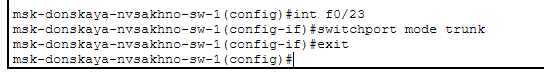 msk-donskaya-nvsakhno-sw-1(config)#int f0/23
msk-donskaya-nvsakhno-sw-1(config-if)#switchport mode trunk
msk-donskaya-nvsakhno-sw-1(config-if)#exit
msk-donskaya-nvsakhno-sw-1(config)#